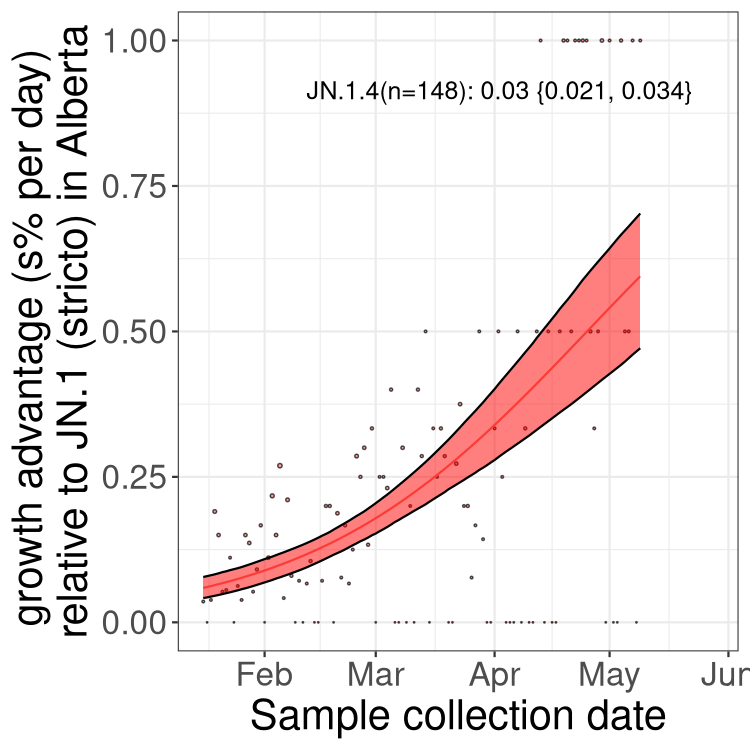 growth advantage (s% per day)
relative to JN.1 (stricto) in Alberta
1.00
0.75
0.50
0.25
0.00
JN.1.4(n=148): 0.03 {0.021, 0.034}
Feb Mar Apr May Jun
Sample collection date